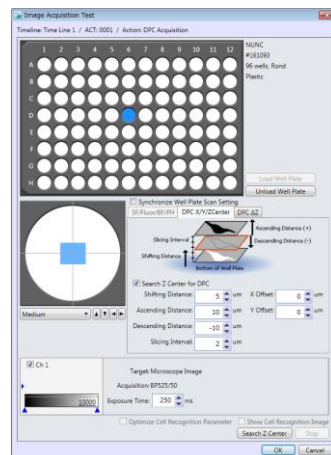 Image Acquisition Test
Timeline: Time Line 1 / ACT: 0001 / Action: DPC Acquisition
1 2 3 4 5 6 7 8 9 10 11 12
A
B
C
D
E
F
G
H
NUNC
#161093
96 wells, Rond
Plastic
Load Well Plate
Unload Well Plate
Synchronize Well Plate Scan Setting
SF/Fluor/BF/PH DPC X/Y/ZCenter DPC ΔZ
Ascending Distance (+)
Slicing Interval
Descending Distance (-)
Shifting Distance
Bottom of Well Plate
Search Z Center for DPC
Shifting Distance: 5 um X Offset: 0 um
Ascending Distance: 10 um Y Offset: 0 um
Descending Distance: -10 um
Slicing Interval: 2 um
Medium
Ch 1
10000
Target: Microscope Image
Acquisition: BP525/50
Exposure Time: 250 ms
Optimize Cell Recognition Parameter Show Cell Recognition Image
Search Z Center Stop
OK Cancel